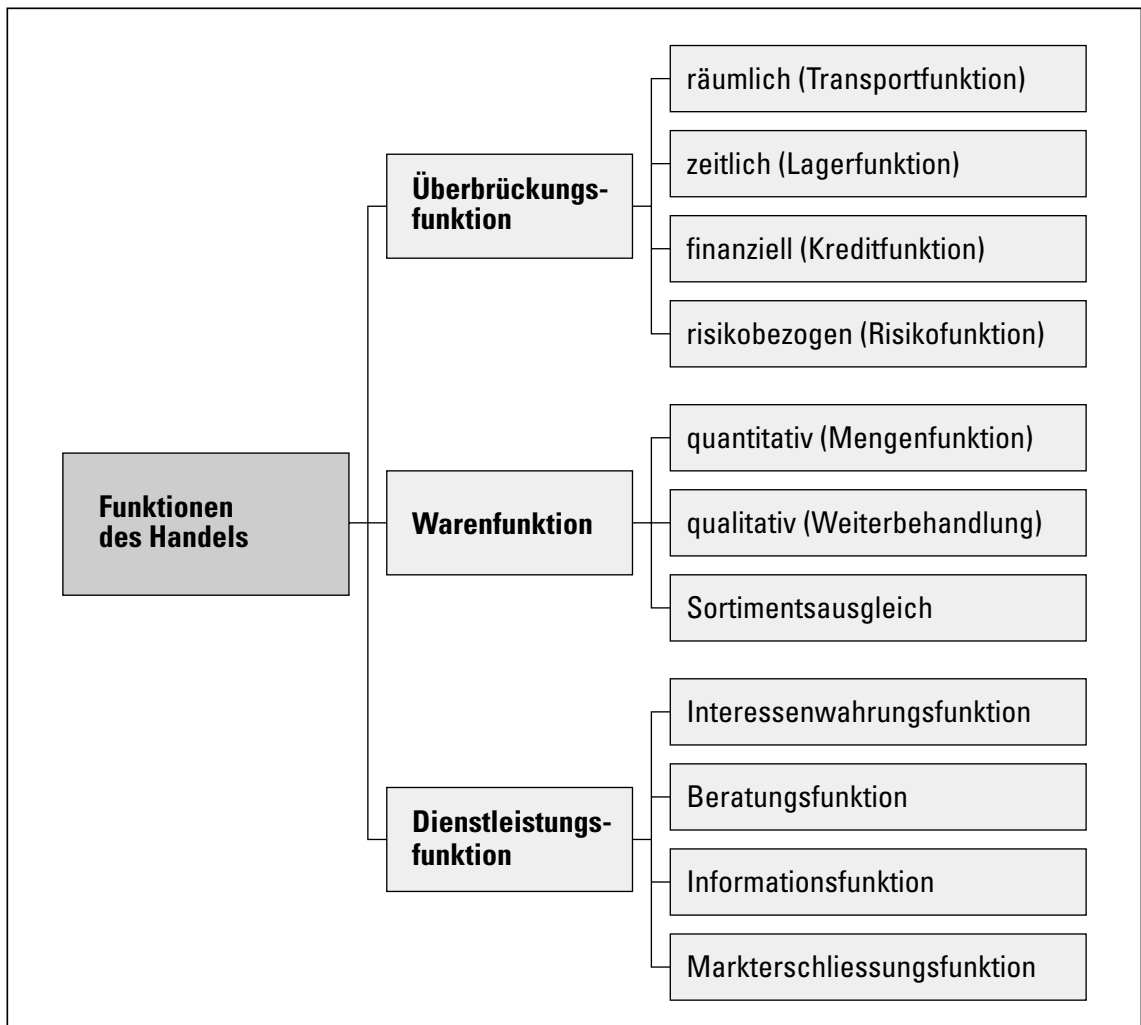 Funktionen
des Handels
Überbrückungs-
funktion
räumlich (Transportfunktion)
zeitlich (Lagerfunktion)
finanziell (Kreditfunktion)
risikobezogen (Risikofunktion)
Warenfunktion
quantitativ (Mengenfunktion)
qualitativ (Weiterbehandlung)
Sortimentsausgleich
Dienstleistungs-
funktion
Interessenwahrungsfunktion
Beratungsfunktion
Informationsfunktion
Markterschliessungsfunktion